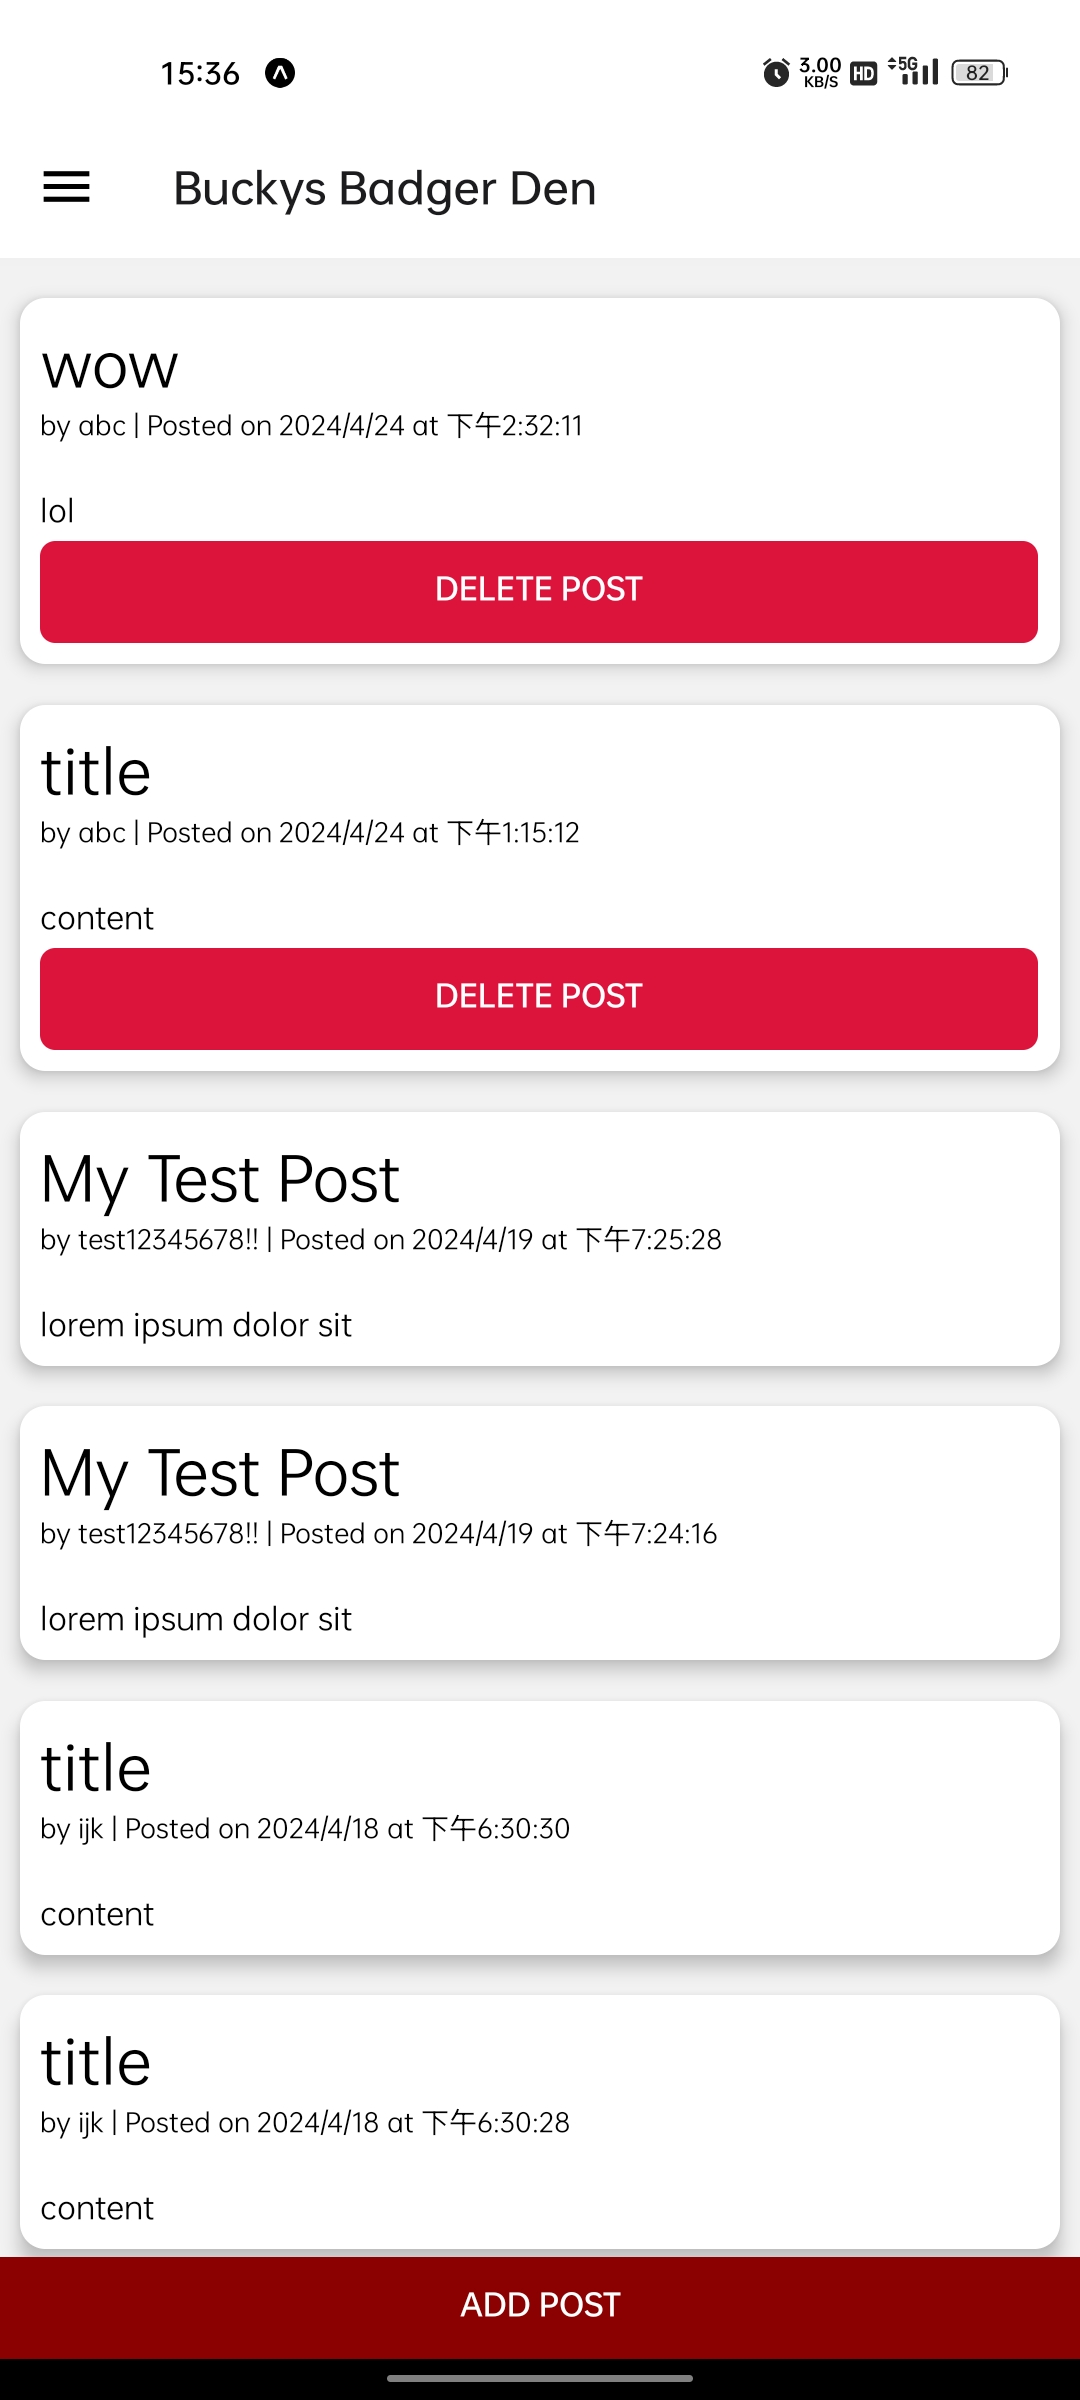 15:36
3.00 KB/S HD 5G 82
Buckys Badger Den
wow
by abc | Posted on 2024/4/24 at 下午2:32:11
lol
DELETE POST
title
by abc | Posted on 2024/4/24 at 下午1:15:12
content
DELETE POST
My Test Post
by test12345678!! | Posted on 2024/4/19 at 下午7:25:28
lorem ipsum dolor sit
My Test Post
by test12345678!! | Posted on 2024/4/19 at 下午7:24:16
lorem ipsum dolor sit
title
by ijk | Posted on 2024/4/18 at 下午6:30:30
content
title
by ijk | Posted on 2024/4/18 at 下午6:30:28
content
ADD POST